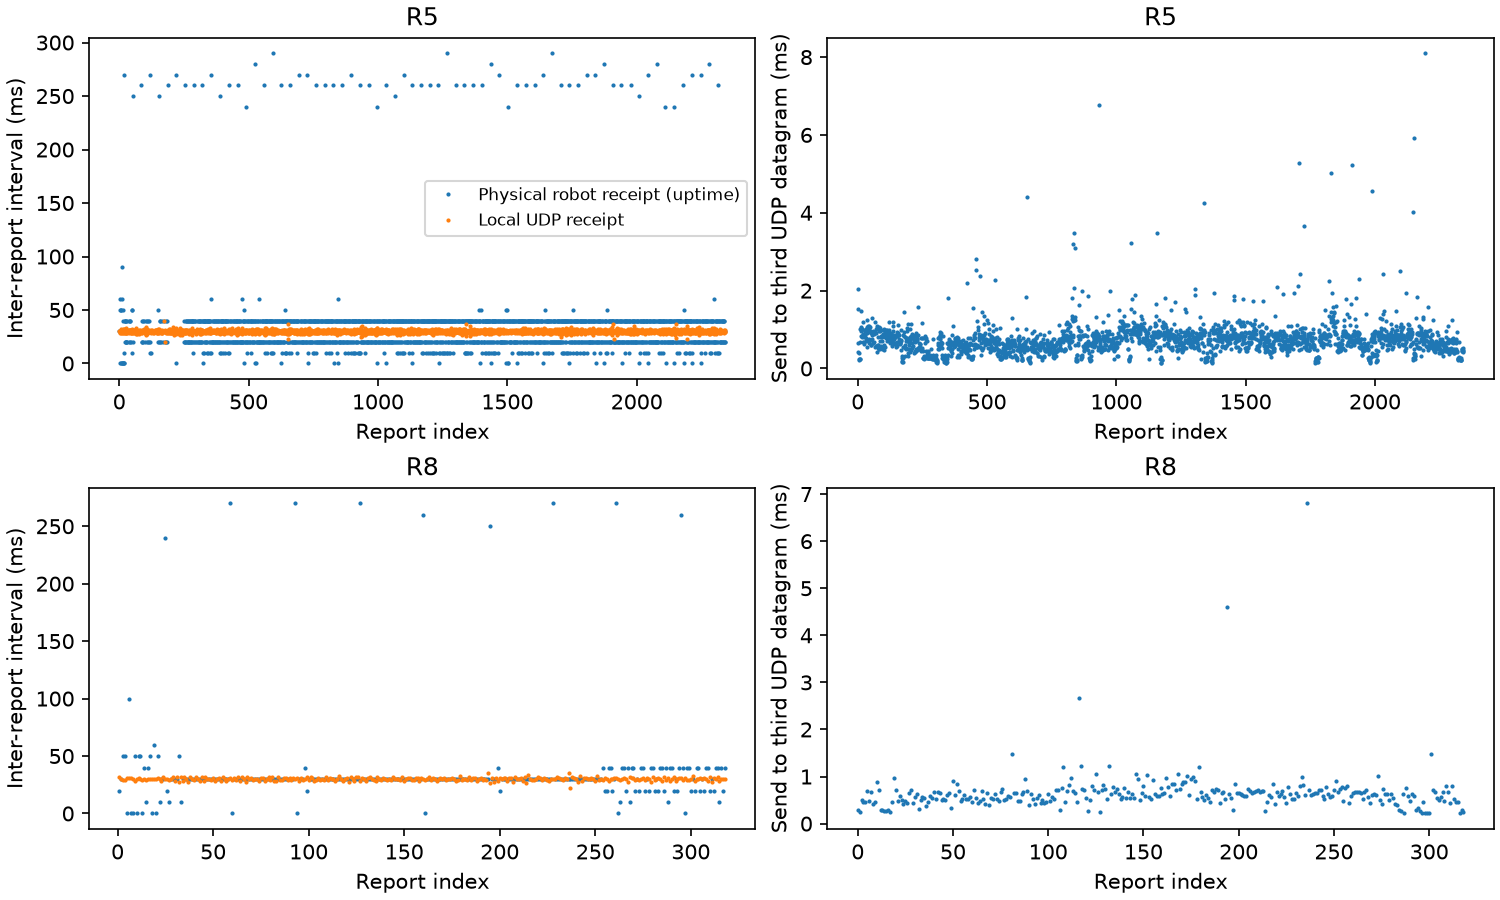 R5
Inter-report interval (ms)
300
250
200
150
100
50
0
Physical robot receipt (uptime)
Local UDP receipt
0 500 1000 1500 2000
Report index
R5
Send to third UDP datagram (ms)
8
6
4
2
0
0 500 1000 1500 2000
Report index
R8
Inter-report interval (ms)
250
200
150
100
50
0
0 50 100 150 200 250 300
Report index
R8
Send to third UDP datagram (ms)
7
6
5
4
3
2
1
0
0 50 100 150 200 250 300
Report index